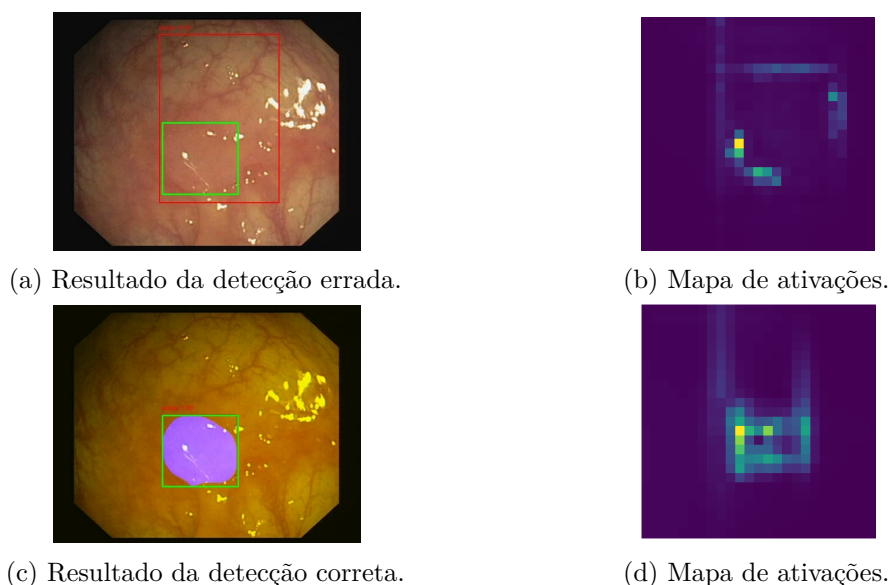 (a) Resultado da detecção errada.
(b) Mapa de ativações.
(c) Resultado da detecção correta.
(d) Mapa de ativações.